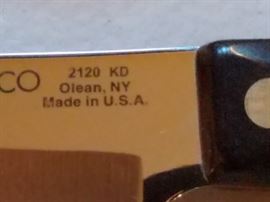 CO
2120 KD
Olean, NY
Made in U.S.A.